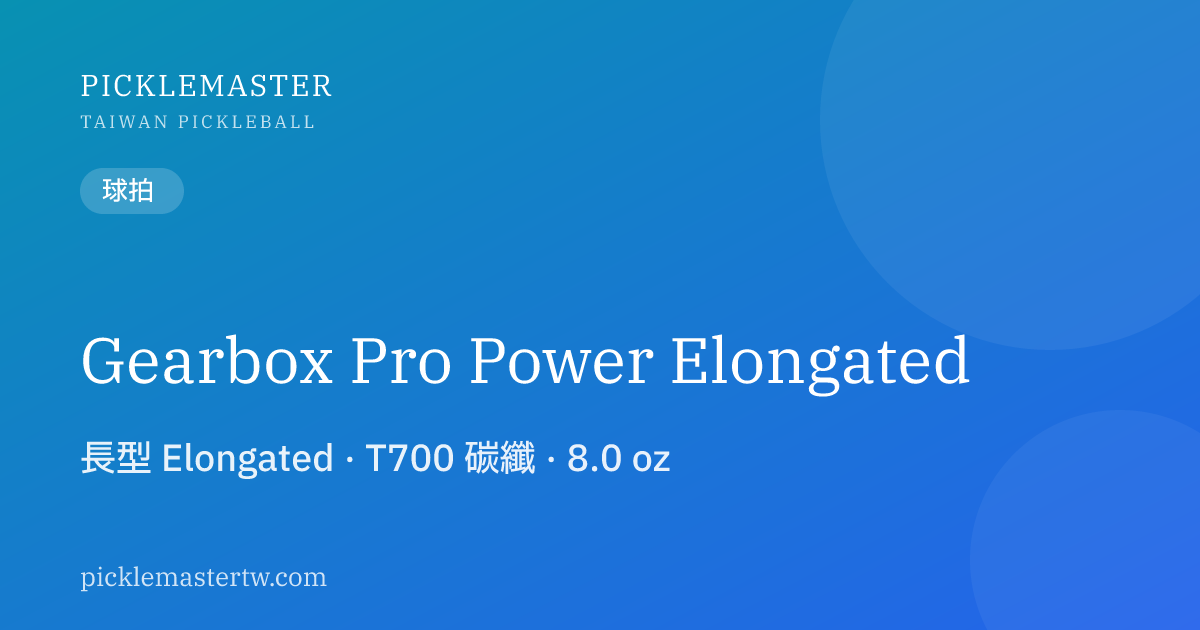 PICKLEMASTER
TAIWAN PICKLEBALL
球拍
Gearbox Pro Power Elongated
長型 Elongated · T700 碳纖 · 8.0 oz
picklemastertw.com